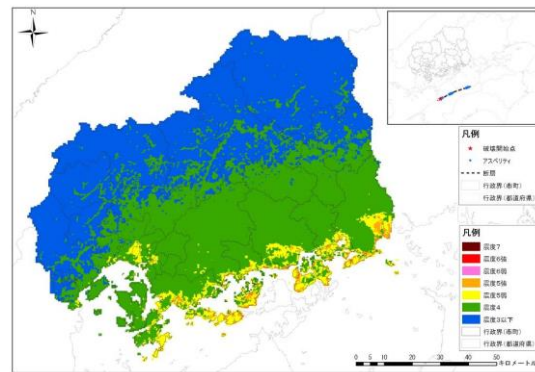 N
凡例
破壊開始点
アスペリティ
断層
行政界(市町)
行政界(都道府県)
凡例
震度7
震度6強
震度6弱
震度5強
震度5弱
震度4
震度3以下
行政界(市町)
行政界(都道府県)
0 5 10 20 30 40 50
キロメートル